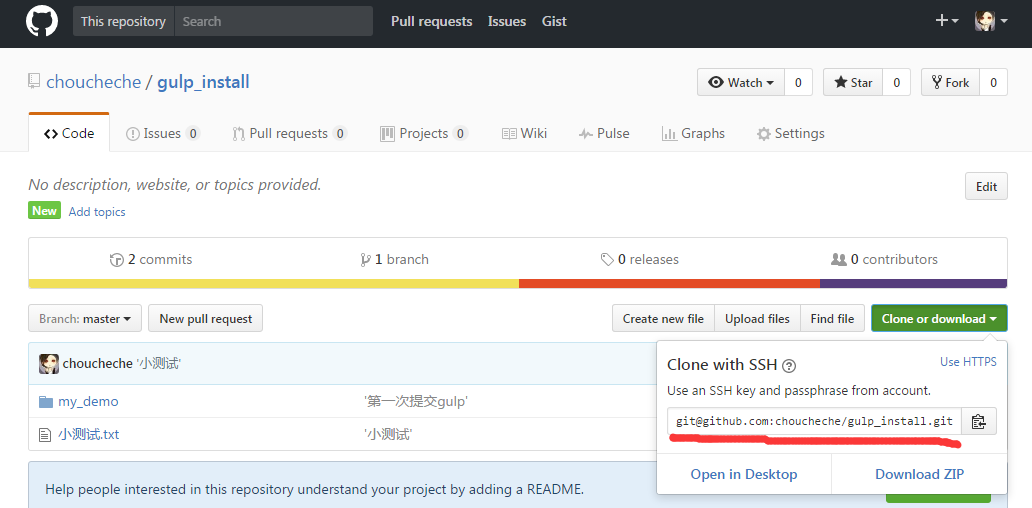 This repository Search Pull requests Issues Gist
choucheche / gulp_install Watch 0 Star 0 Fork 0
Code Issues 0 Pull requests 0 Projects 0 Wiki Pulse Graphs Settings
No description, website, or topics provided. Edit
New Add topics
2 commits 1 branch 0 releases 0 contributors
Branch: master New pull request Create new file Upload files Find file Clone or download
choucheche '小测试'
my_demo '第一次提交gulp'
小测试.txt '小测试'
Help people interested in this repository understand your project by adding a README.
Clone with SSH ? Use HTTPS
Use an SSH key and passphrase from account.
git@github.com:choucheche/gulp_install.git
Open in Desktop Download ZIP